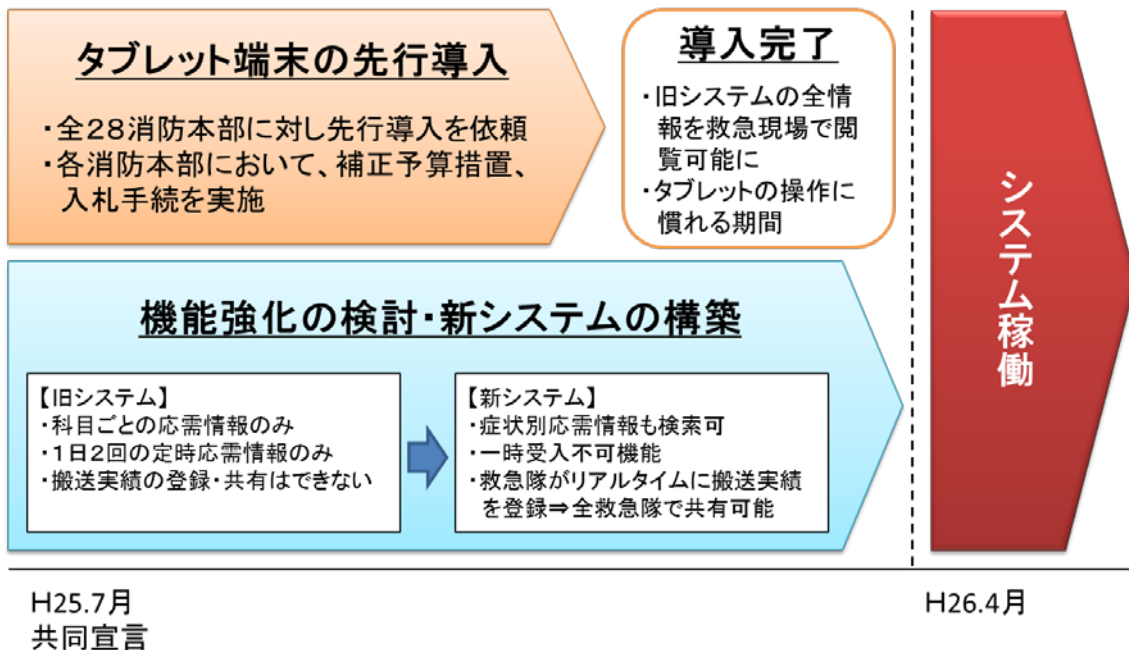 タブレット端末の先行導入
・全28消防本部に対し先行導入を依頼
・各消防本部において、補正予算措置、
入札手続を実施
導入完了
・旧システムの全情
報を救急現場で閲
覧可能に
・タブレットの操作に
慣れる期間
機能強化の検討・新システムの構築
【旧システム】
・科目ごとの応需情報のみ
・1日2回の定時応需情報のみ
・搬送実績の登録・共有はできない
【新システム】
・症状別応需情報も検索可
・一時受入不可機能
・救急隊がリアルタイムに搬送実績
を登録⇒全救急隊で共有可能
システム稼働
H25.7月
共同宣言
H26.4月